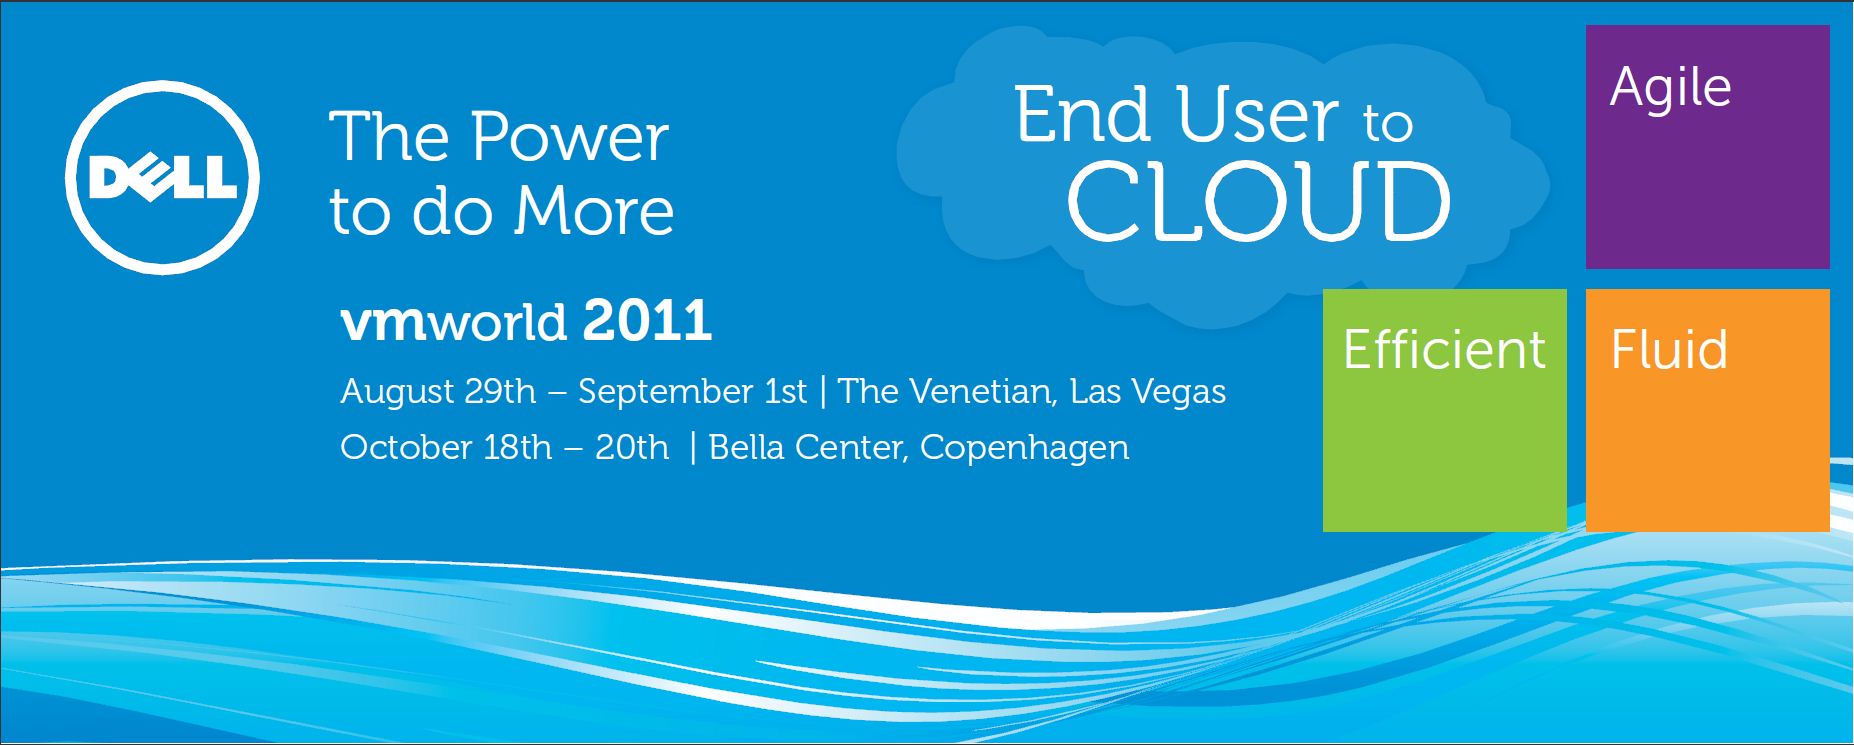 DELL
The Power
to do More
End User to
CLOUD
Agile
Efficient
Fluid
vmworld 2011
August 29th – September 1st | The Venetian, Las Vegas
October 18th – 20th | Bella Center, Copenhagen